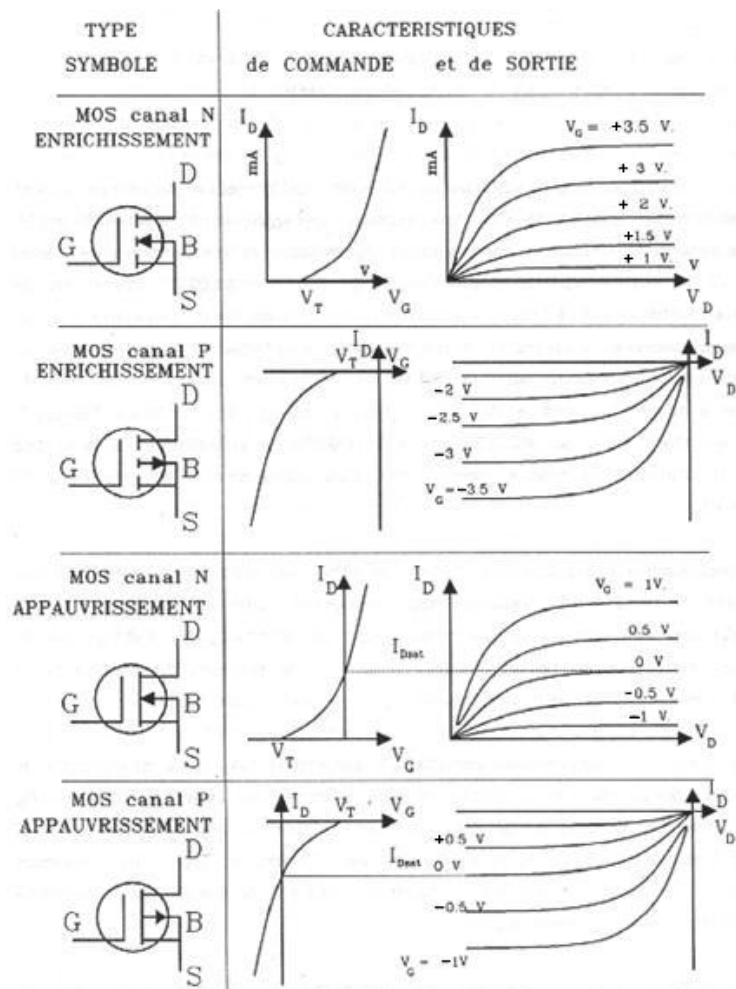 TYPE
SYMBOLE
CARACTERISTIQUES
de COMMANDE et de SORTIE
MOS canal N
ENRICHISSEMENT
D
G
B
S
I_D
mA
V_T
V
V_G
I_D
mA
V_G = +3.5 V.
+ 3 V.
+ 2 V.
+1.5 V
+ 1 V.
V
V_D
MOS canal P
ENRICHISSEMENT
D
G
B
S
I_D
V_T
V_G
I_D
V_D
-2 V
-2.5 V
-3 V
V_G=-3.5 V
MOS canal N
APPAUVRISSEMENT
D
G
B
S
I_D
I_Dsat
V_T
V_G
I_D
V_G = 1V.
0.5 V
0 V
-0.5 V
-1 V.
V_D
MOS canal P
APPAUVRISSEMENT
D
G
B
S
I_D
V_T
V_G
I_Dsat
I_D
V_D
+0.5 V
0 V
-0.5 V
V_G = -1V